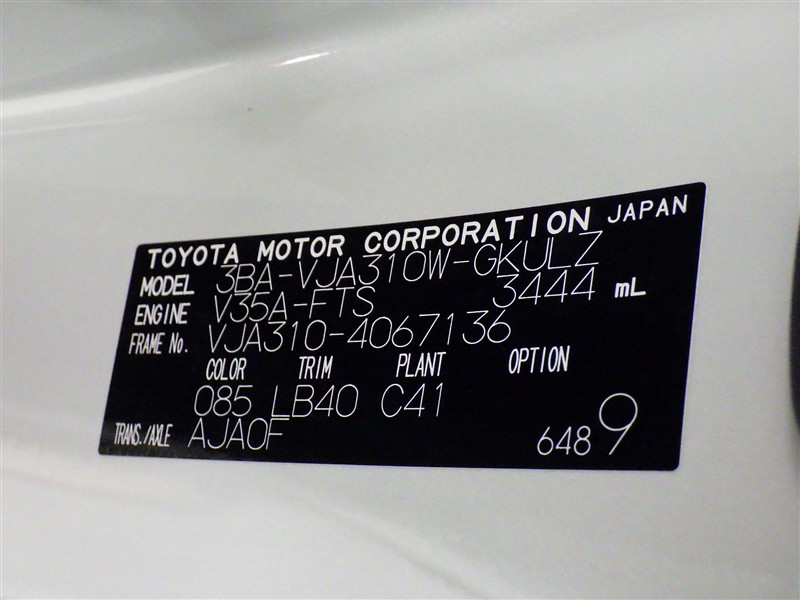 TOYOTA MOTOR CORPORATION JAPAN
MODEL 3BA-VJA310W-GKULZ
ENGINE V35A-FTS 3444 mL
FRAME No. VJA310-4067136
COLOR TRIM PLANT OPTION
085 LB40 C41
TRANS./AXLE AJA0F 648 9